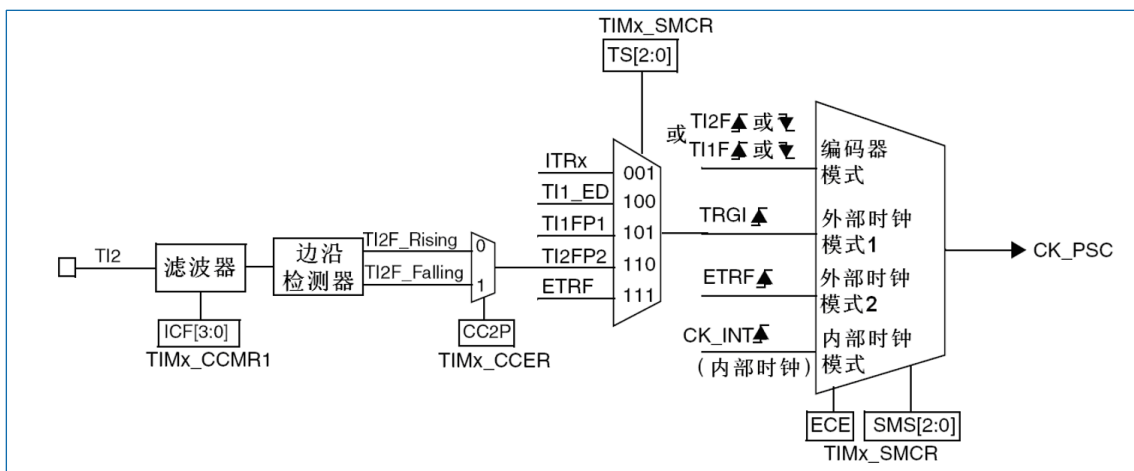 TIMx_SMCR
TS[2:0]
或 TI2F 或
TI1F 或
编码器
模式
ITRx
001
TI1_ED
100
TI1FP1
101
TI2FP2
110
ETRF
111
TRGI
外部时钟
模式1
CK_PSC
TI2
滤波器
边沿
检测器
TI2F_Rising
0
TI2F_Falling
1
ETRF
外部时钟
模式2
ICF[3:0]
TIMx_CCMR1
CC2P
TIMx_CCER
CK_INT
(内部时钟)
内部时钟
模式
ECE
SMS[2:0]
TIMx_SMCR